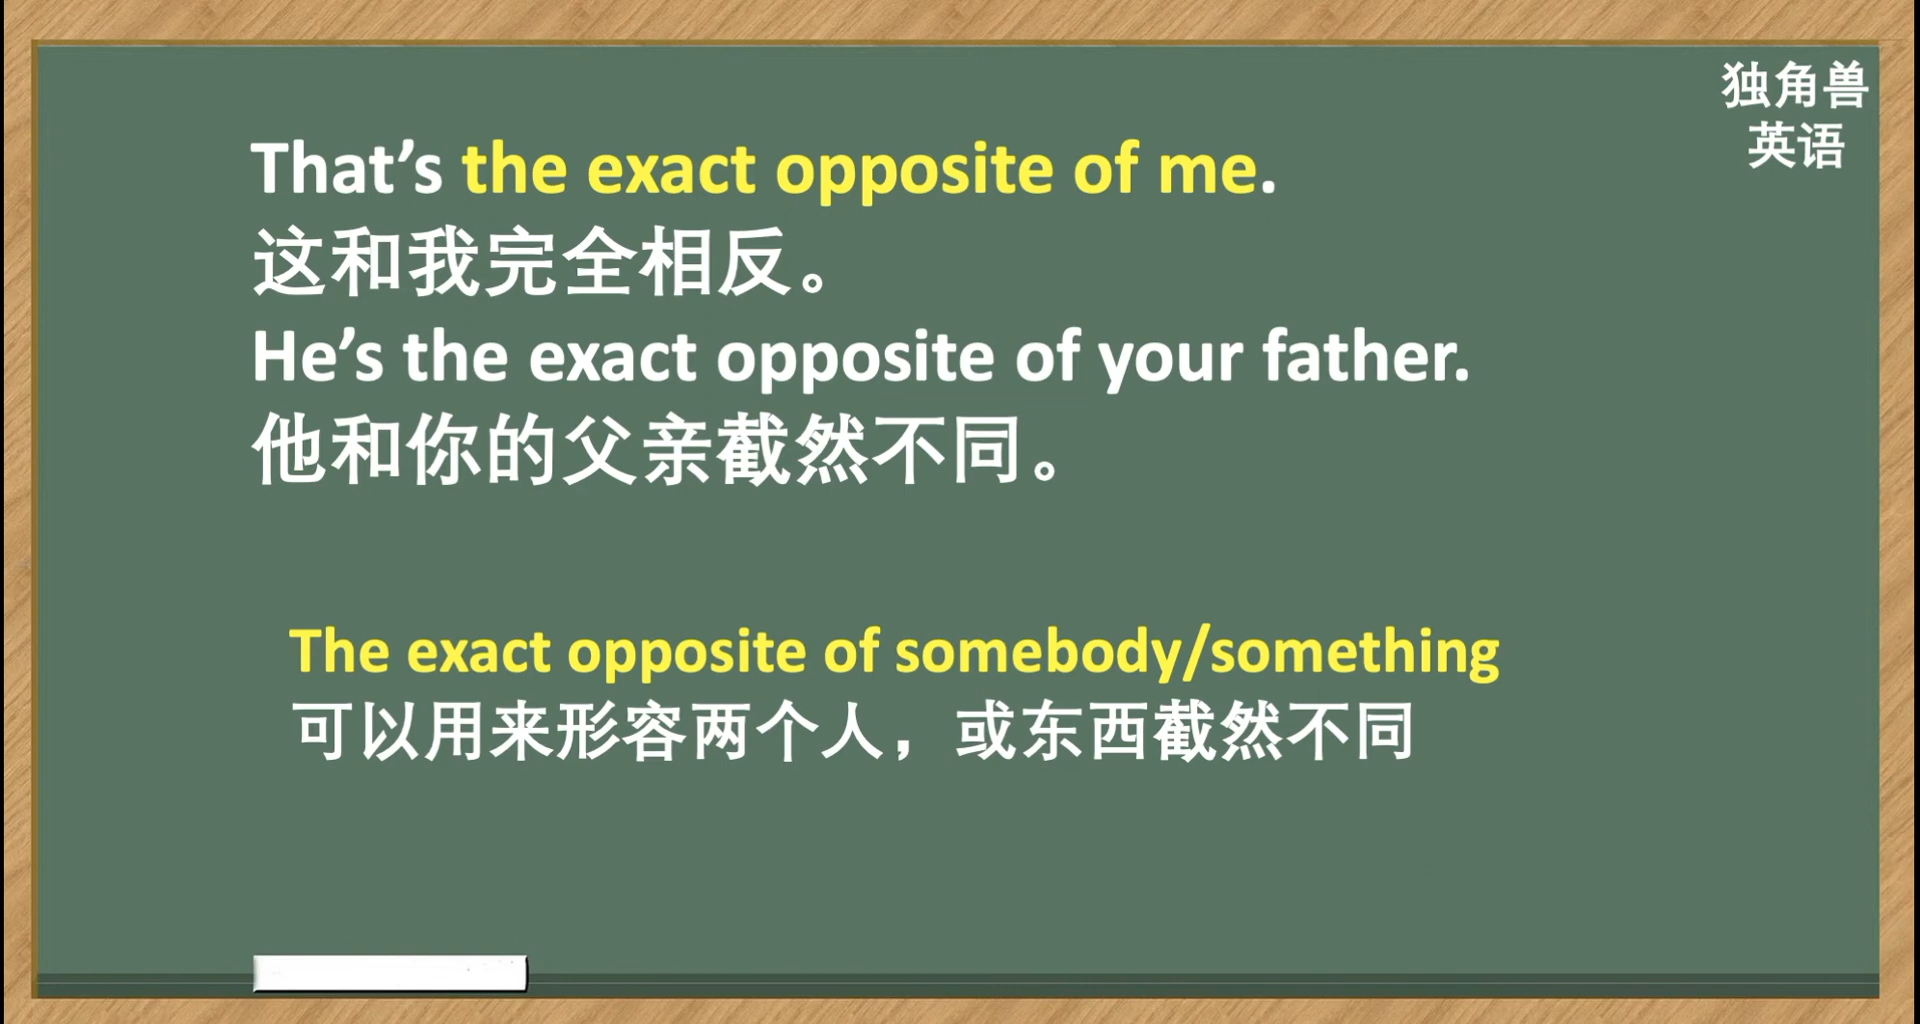 独角兽
英语
That’s the exact opposite of me.
这和我完全相反。
He’s the exact opposite of your father.
他和你的父亲截然不同。
The exact opposite of somebody/something
可以用来形容两个人，或东西截然不同